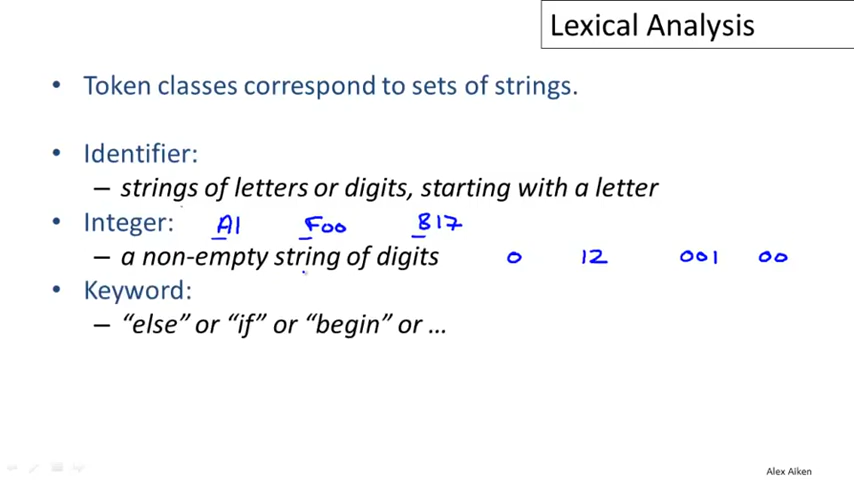 Lexical Analysis
• Token classes correspond to sets of strings.
• Identifier:
– strings of letters or digits, starting with a letter
• Integer: A1 Foo B17
– a non-empty string of digits 0 12 001 00
• Keyword:
– “else” or “if” or “begin” or …
Alex Aiken